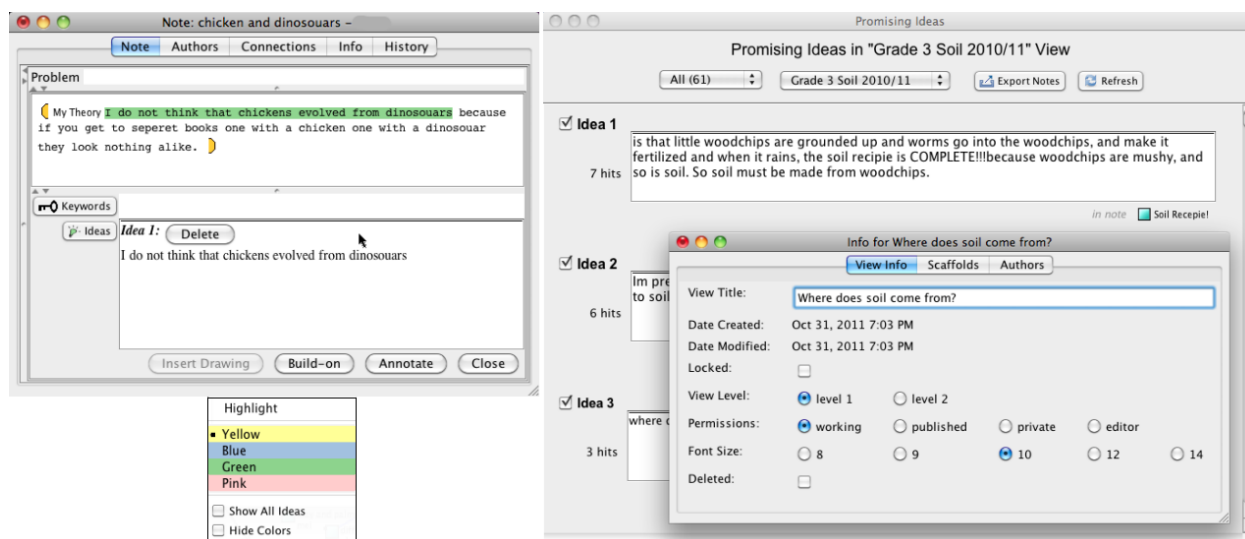 Note: chicken and dinosouars –
Note Authors Connections Info History
Problem
My Theory I do not think that chickens evolved from dinosouars because
if you get to seperet books one with a chicken one with a dinosouar
they look nothing alike.
Keywords
Ideas
Idea 1: Delete
I do not think that chickens evolved from dinosouars
Insert Drawing Build-on Annotate Close
Highlight
Yellow
Blue
Green
Pink
Show All Ideas
Hide Colors
Promising Ideas
Promising Ideas in "Grade 3 Soil 2010/11" View
All (61) Grade 3 Soil 2010/11 Export Notes Refresh
Idea 1
is that little woodchips are grounded up and worms go into the woodchips, and make it
fertilized and when it rains, the soil recipie is COMPLETE!!!because woodchips are mushy, and
7 hits so is soil. So soil must be made from woodchips.
in note Soil Recepie!
Idea 2
Im pre
to soil
6 hits
Idea 3
where
3 hits
Info for Where does soil come from?
View Info Scaffolds Authors
View Title: Where does soil come from?
Date Created: Oct 31, 2011 7:03 PM
Date Modified: Oct 31, 2011 7:03 PM
Locked:
View Level: level 1 level 2
Permissions: working published private editor
Font Size: 8 9 10 12 14
Deleted: